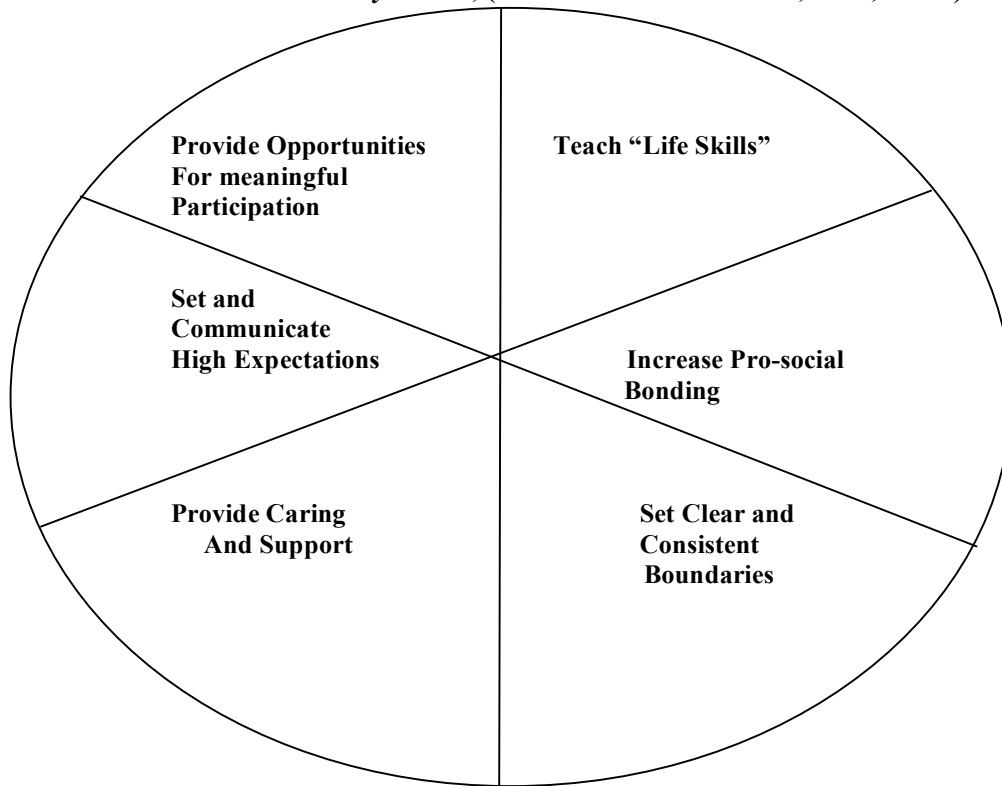 Provide Opportunities
For meaningful
Participation
Teach “Life Skills”
Set and
Communicate
High Expectations
Increase Pro-social
Bonding
Provide Caring
And Support
Set Clear and
Consistent
Boundaries